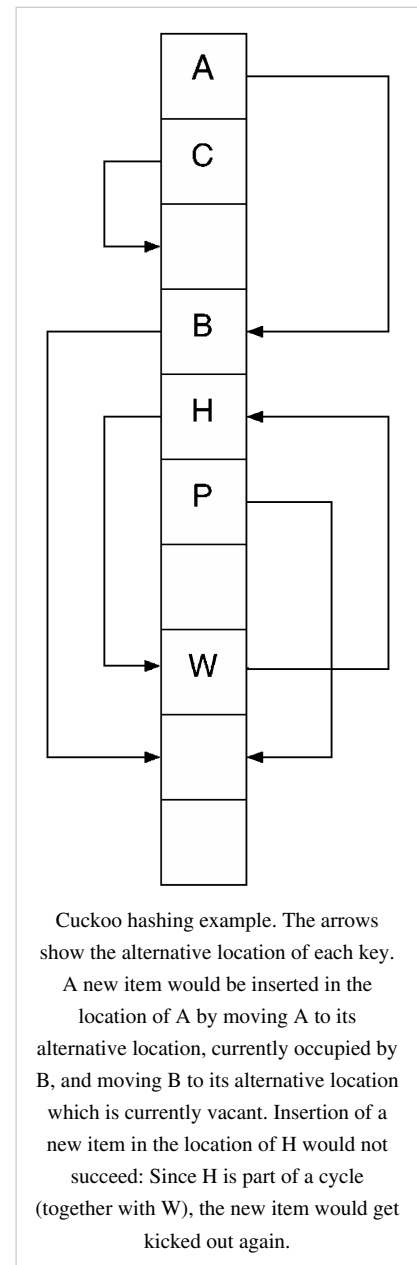 A
C
B
H
P
W
Cuckoo hashing example. The arrows
show the alternative location of each key.
A new item would be inserted in the
location of A by moving A to its
alternative location, currently occupied by
B, and moving B to its alternative location
which is currently vacant. Insertion of a
new item in the location of H would not
succeed: Since H is part of a cycle
(together with W), the new item would get
kicked out again.